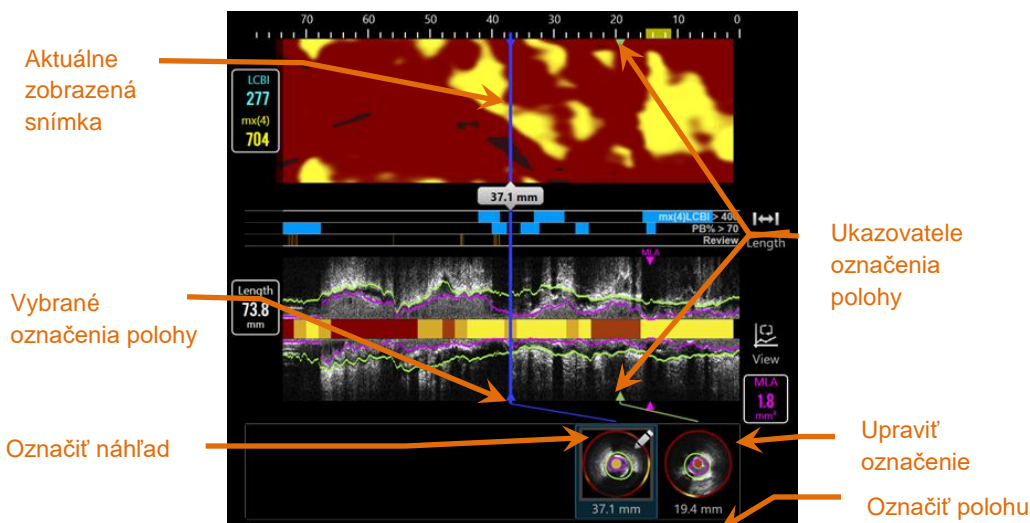 70 60 50 40 30 20 10 0
Aktuálne
zobrazená
snímka
LCBI
277
mx(4)
704
37.1 mm
mx(4)LCBI > 400
PB% > 70
Review
Length
MLA
Ukazovatele
označenia
polohy
Length
73.8
mm
Vybrané
označenia polohy
View
MLA
1.8
mm²
Označiť náhľad
Upraviť
označenie
37.1 mm
19.4 mm
Označiť polohu